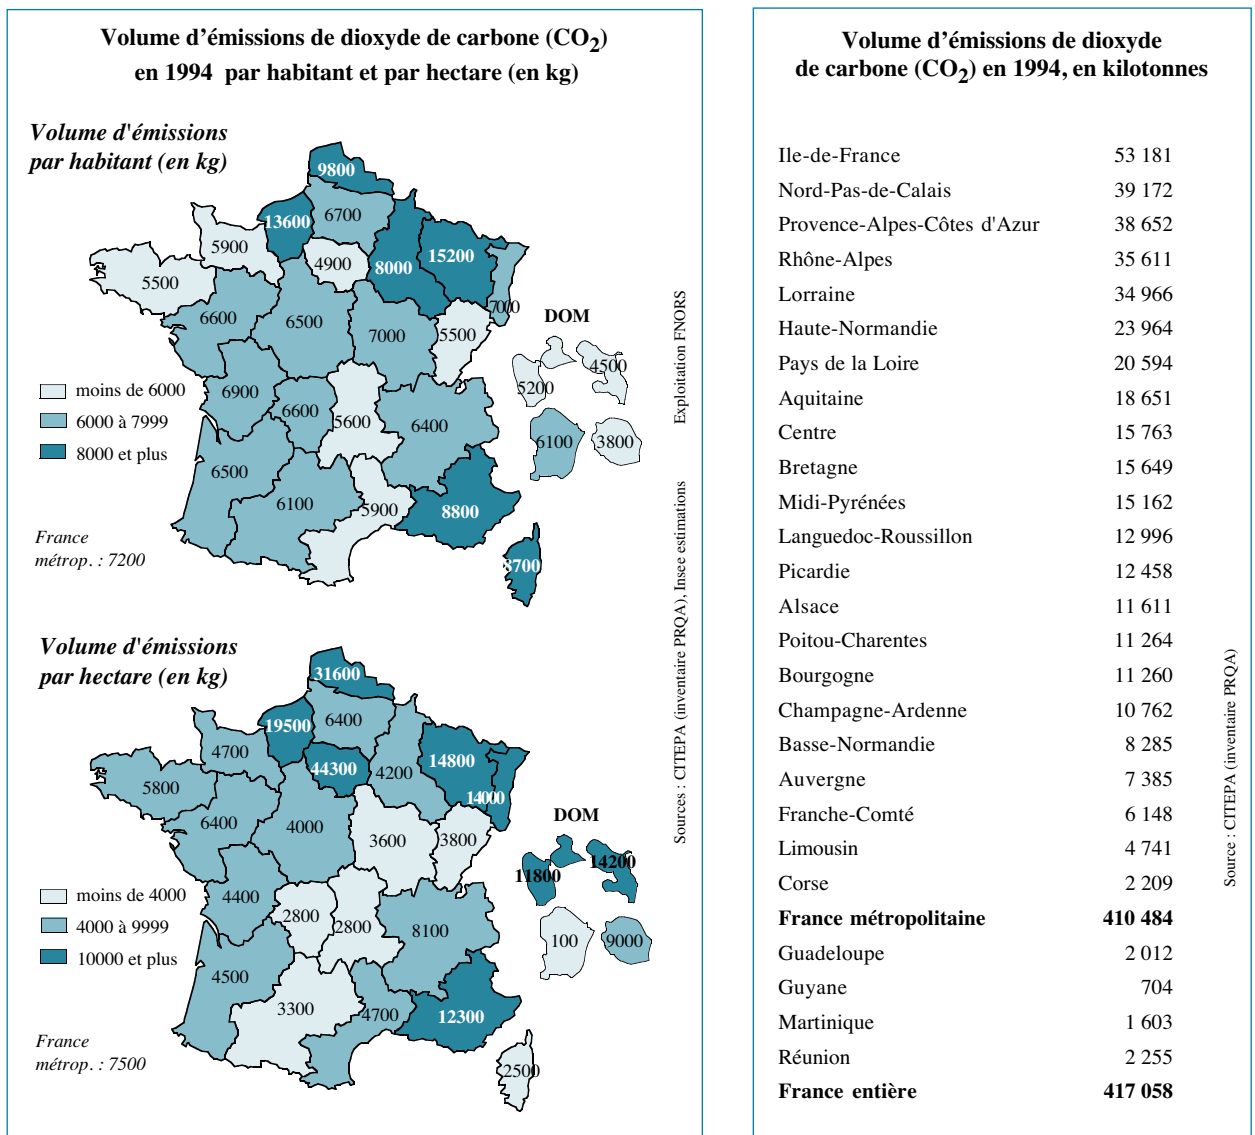 Volume d'émissions de dioxyde de carbone (CO2)
en 1994 par habitant et par hectare (en kg)
Volume d'émissions
par habitant (en kg)
9800
13600
6700
5900
4900
8000
15200
5500
7000
6600
6500
7000
5500
DOM
4500
5200
6900
6600
5600
6400
6100
3800
6500
6100
5900
8800
8700
moins de 6000
6000 à 7999
8000 et plus
France
métrop. : 7200
Volume d'émissions
par hectare (en kg)
31600
19500
6400
4700
44300
4200
14800
14000
5800
6400
4000
3600
3800
DOM
14200
11800
4400
2800
2800
8100
100
9000
4500
3300
4700
12300
2500
moins de 4000
4000 à 9999
10000 et plus
France
métrop. : 7500
Exploitation FNORS
Sources : CITEPA (inventaire PRQA), Insee estimations
Volume d'émissions de dioxyde
de carbone (CO2) en 1994, en kilotonnes
Ile-de-France 53 181
Nord-Pas-de-Calais 39 172
Provence-Alpes-Côtes d'Azur 38 652
Rhône-Alpes 35 611
Lorraine 34 966
Haute-Normandie 23 964
Pays de la Loire 20 594
Aquitaine 18 651
Centre 15 763
Bretagne 15 649
Midi-Pyrénées 15 162
Languedoc-Roussillon 12 996
Picardie 12 458
Alsace 11 611
Poitou-Charentes 11 264
Bourgogne 11 260
Champagne-Ardenne 10 762
Basse-Normandie 8 285
Auvergne 7 385
Franche-Comté 6 148
Limousin 4 741
Corse 2 209
France métropolitaine 410 484
Guadeloupe 2 012
Guyane 704
Martinique 1 603
Réunion 2 255
France entière 417 058
Source : CITEPA (inventaire PRQA)